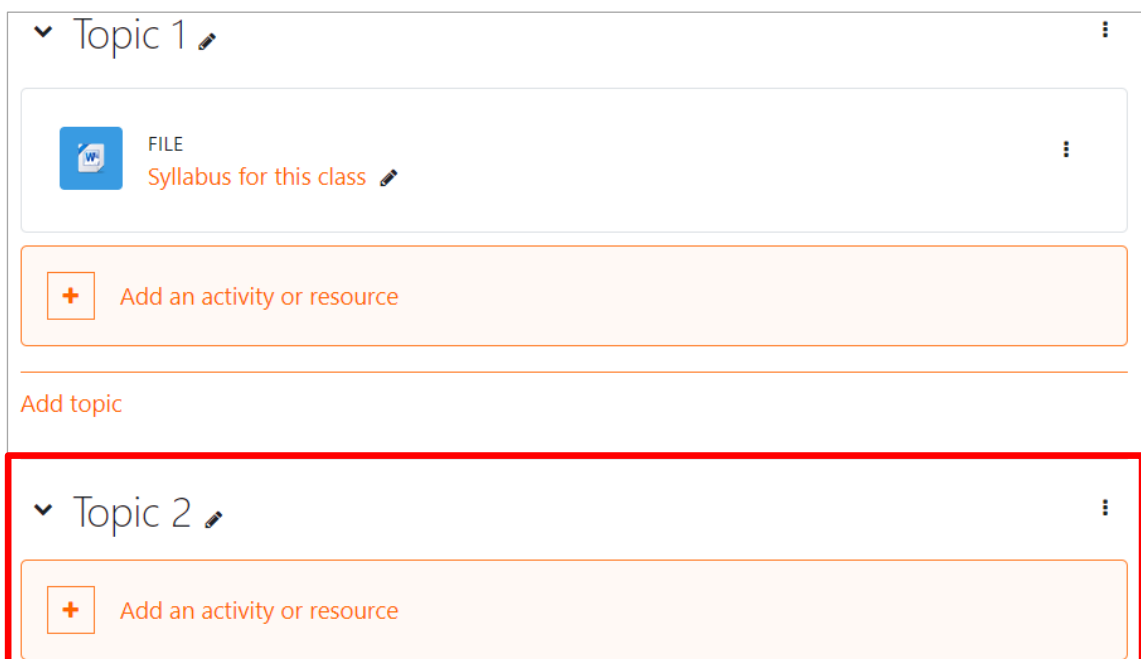 Topic 1
FILE
Syllabus for this class
Add an activity or resource
Add topic
Topic 2
Add an activity or resource